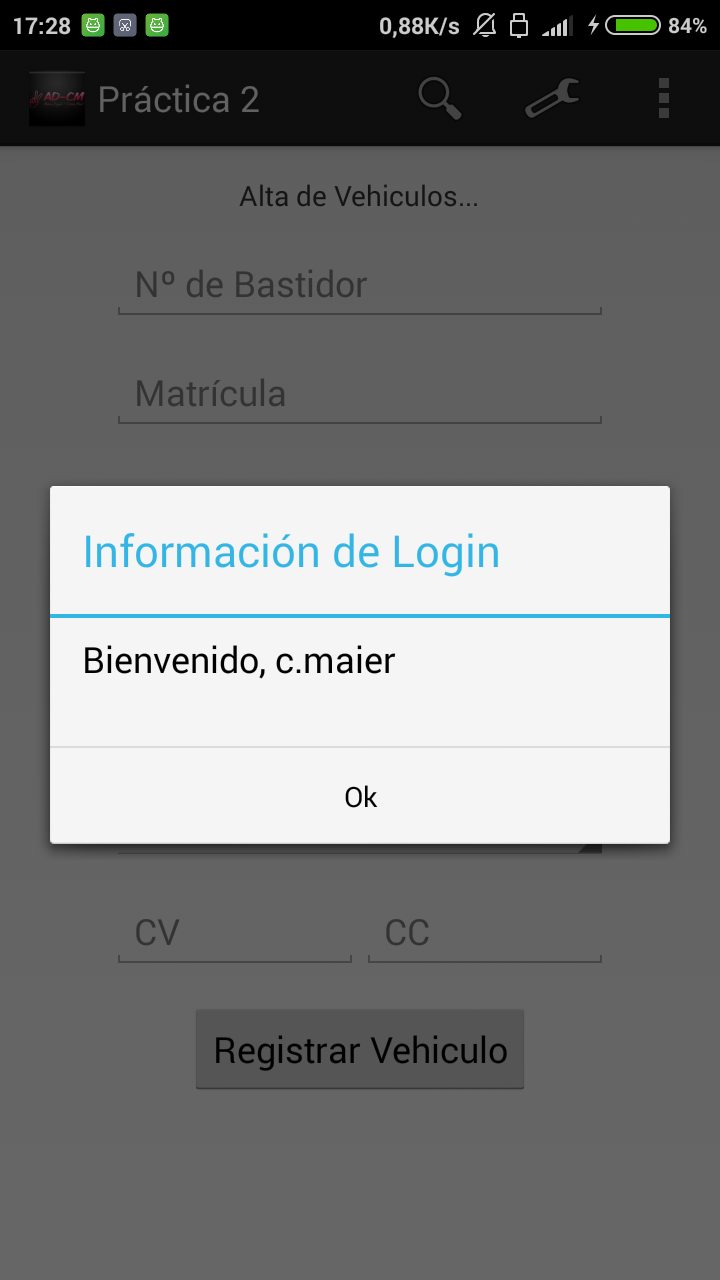 17:28
0,88K/s
84%
AD-CM
Práctica 2
Alta de Vehiculos...
Nº de Bastidor
Matrícula
Información de Login
Bienvenido, c.maier
Ok
CV
CC
Registrar Vehiculo